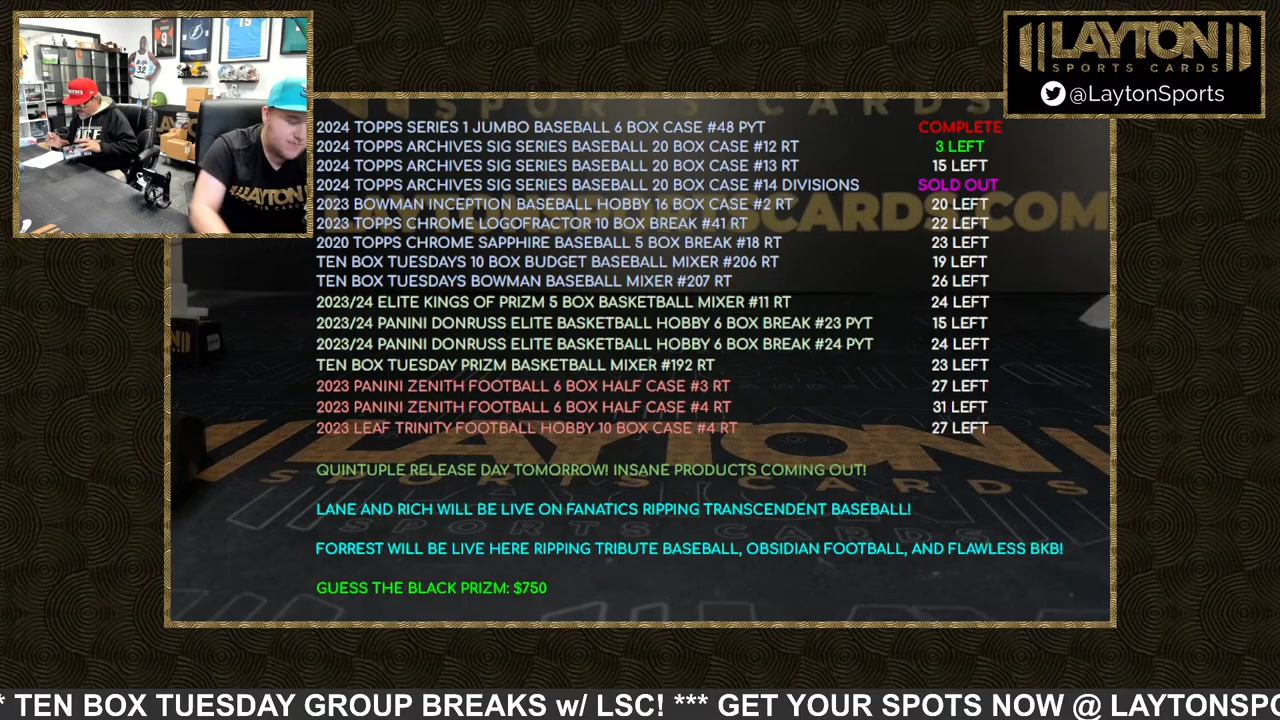 LAYTON
SPORTS CARDS
@LaytonSports
2024 TOPPS SERIES 1 JUMBO BASEBALL 6 BOX CASE #48 PYT COMPLETE
2024 TOPPS ARCHIVES SIG SERIES BASEBALL 20 BOX CASE #12 RT 3 LEFT
2024 TOPPS ARCHIVES SIG SERIES BASEBALL 20 BOX CASE #13 RT 15 LEFT
2024 TOPPS ARCHIVES SIG SERIES BASEBALL 20 BOX CASE #14 DIVISIONS SOLD OUT
2023 BOWMAN INCEPTION BASEBALL HOBBY 16 BOX CASE #2 RT 20 LEFT
2023 TOPPS CHROME LOGOFRACTOR 10 BOX BREAK #41 RT 22 LEFT
2020 TOPPS CHROME SAPPHIRE BASEBALL 5 BOX BREAK #18 RT 23 LEFT
TEN BOX TUESDAYS 10 BOX BUDGET BASEBALL MIXER #206 RT 19 LEFT
TEN BOX TUESDAYS BOWMAN BASEBALL MIXER #207 RT 26 LEFT
2023/24 ELITE KINGS OF PRIZM 5 BOX BASKETBALL MIXER #11 RT 24 LEFT
2023/24 PANINI DONRUSS ELITE BASKETBALL HOBBY 6 BOX BREAK #23 PYT 15 LEFT
2023/24 PANINI DONRUSS ELITE BASKETBALL HOBBY 6 BOX BREAK #24 PYT 24 LEFT
TEN BOX TUESDAY PRIZM BASKETBALL MIXER #192 RT 23 LEFT
2023 PANINI ZENITH FOOTBALL 6 BOX HALF CASE #3 RT 27 LEFT
2023 PANINI ZENITH FOOTBALL 6 BOX HALF CASE #4 RT 31 LEFT
2023 LEAF TRINITY FOOTBALL HOBBY 10 BOX CASE #4 RT 27 LEFT
QUINTUPLE RELEASE DAY TOMORROW! INSANE PRODUCTS COMING OUT!
LANE AND RICH WILL BE LIVE ON FANATICS RIPPING TRANSCENDENT BASEBALL!
FORREST WILL BE LIVE HERE RIPPING TRIBUTE BASEBALL, OBSIDIAN FOOTBALL, AND FLAWLESS BKB!
GUESS THE BLACK PRIZM: $750
LAYTON
SPORTS CARDS
* TEN BOX TUESDAY GROUP BREAKS w/ LSC! *** GET YOUR SPOTS NOW @ LAYTONSPO